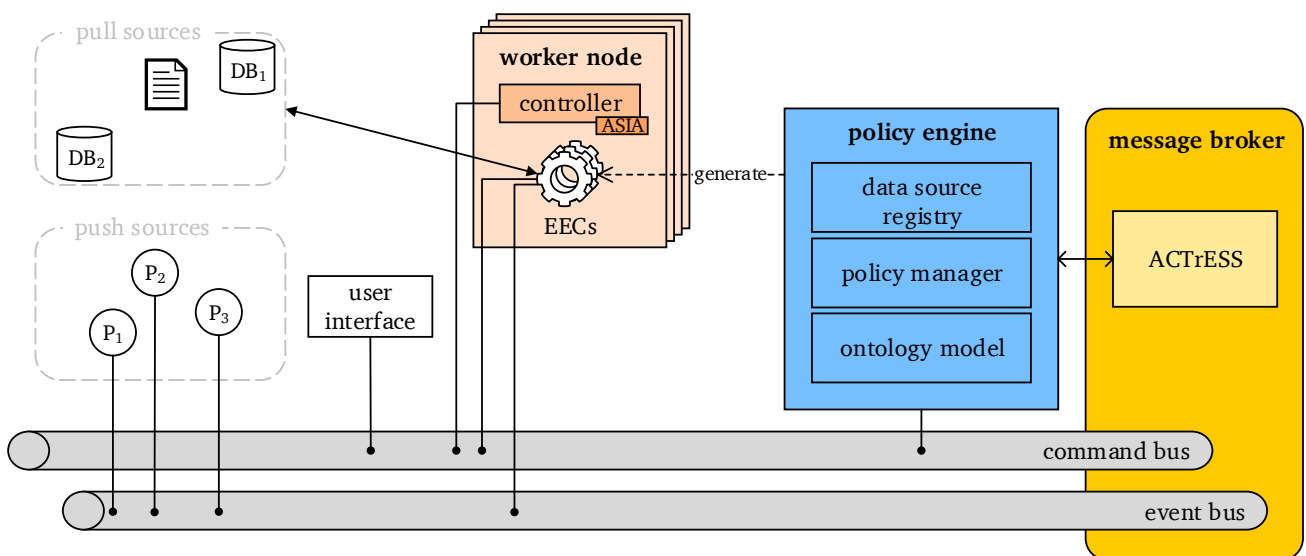 pull sources
DB₁
DB₂
push sources
P₁
P₂
P₃
user
interface
worker node
controller
ASIA
EECs
generate
policy engine
data source
registry
policy manager
ontology model
message broker
ACTrESS
command bus
event bus